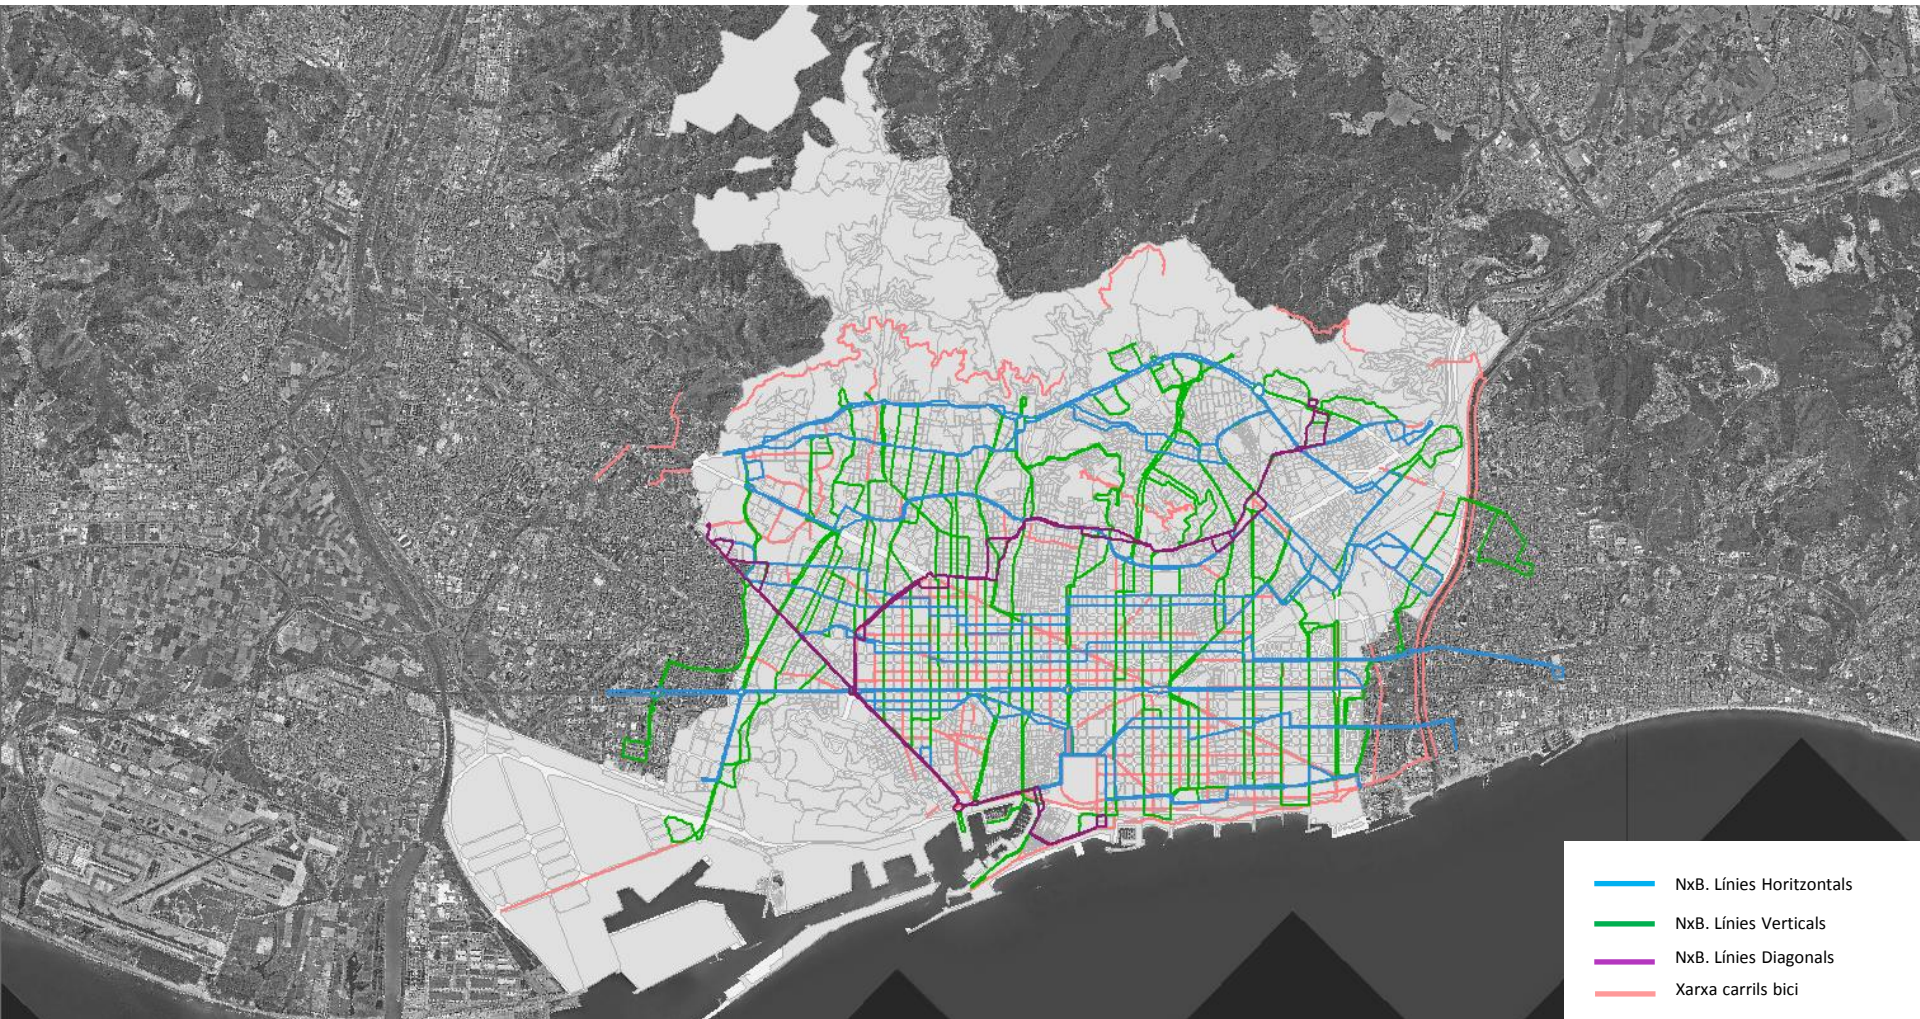 NxB. Línies Horitzontals
NxB. Línies Verticals
NxB. Línies Diagonals
Xarxa carrils bici